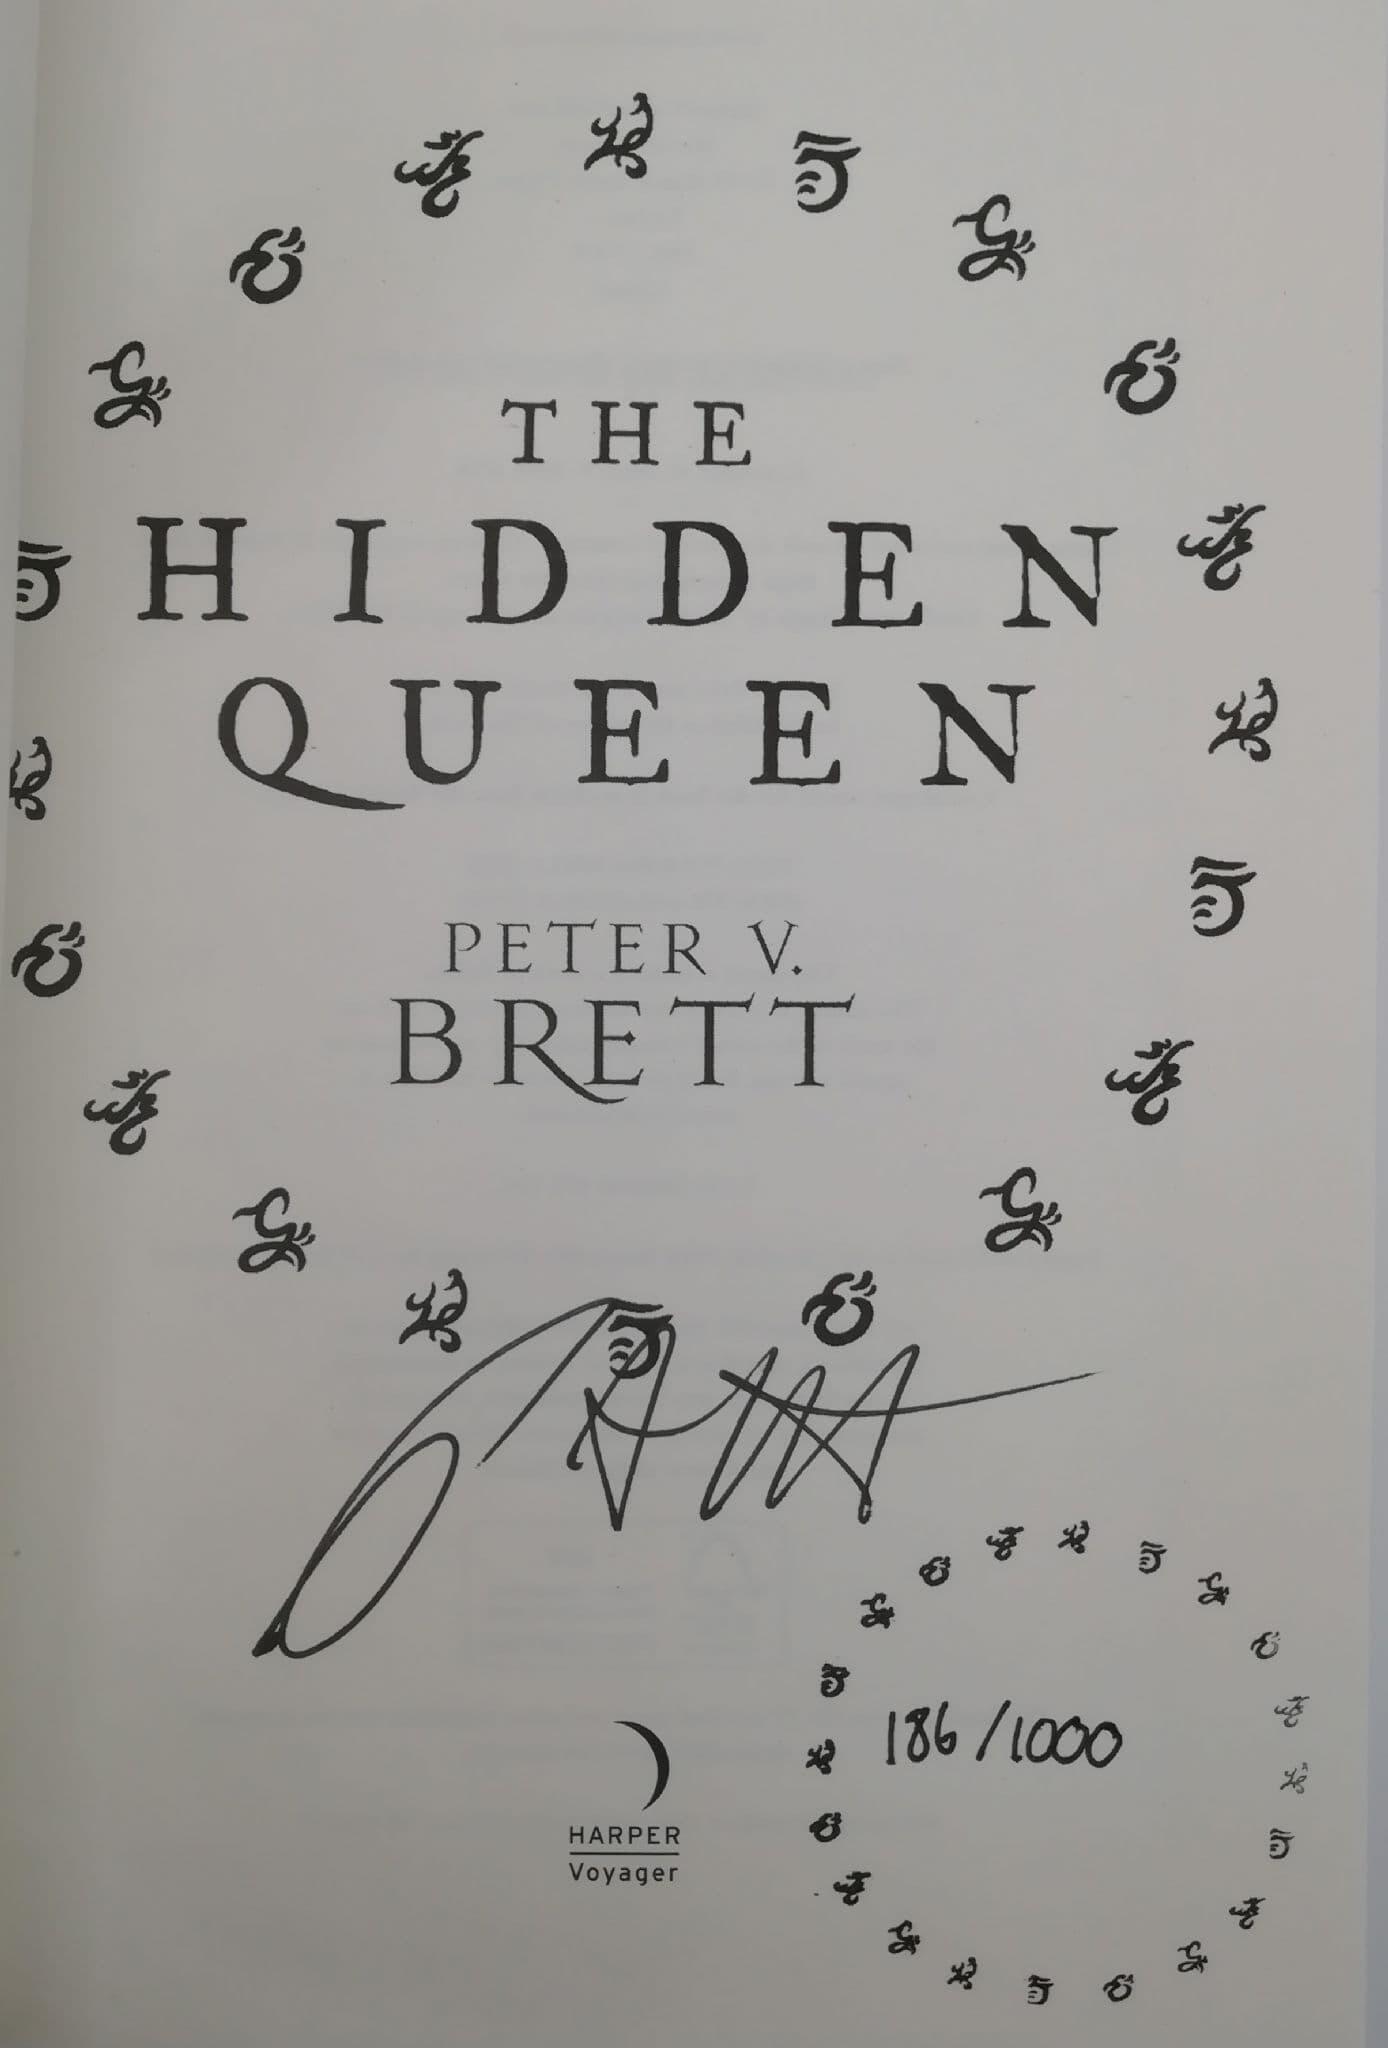 THE
HIDDEN
QUEEN
PETER V.
BRETT
186/1000
HARPER
Voyager